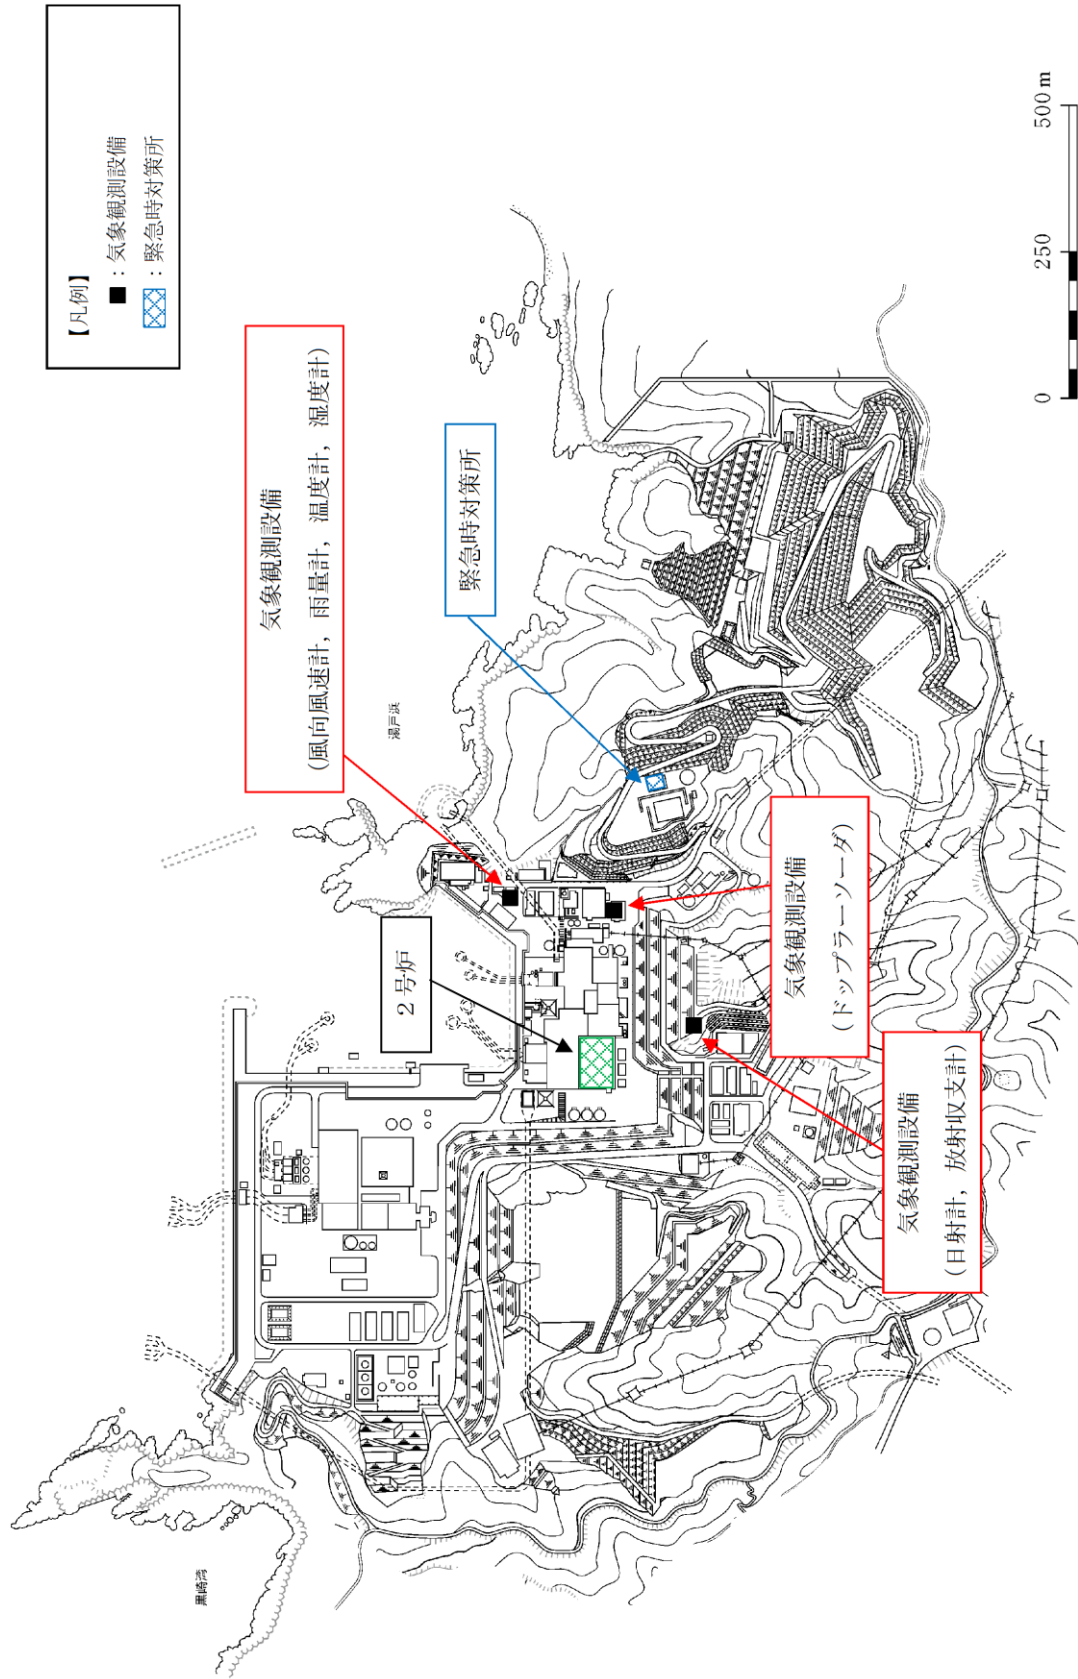 【凡例】
■：気象観測設備
：緊急時対策所
気象観測設備
(風向風速計，雨量計，温度計，湿度計)
緊急時対策所
2号炉
気象観測設備
(ドップラーソーダ)
気象観測設備
(日射計，放射収支計)
湯戸浜
黒崎湾
0 250 500 m